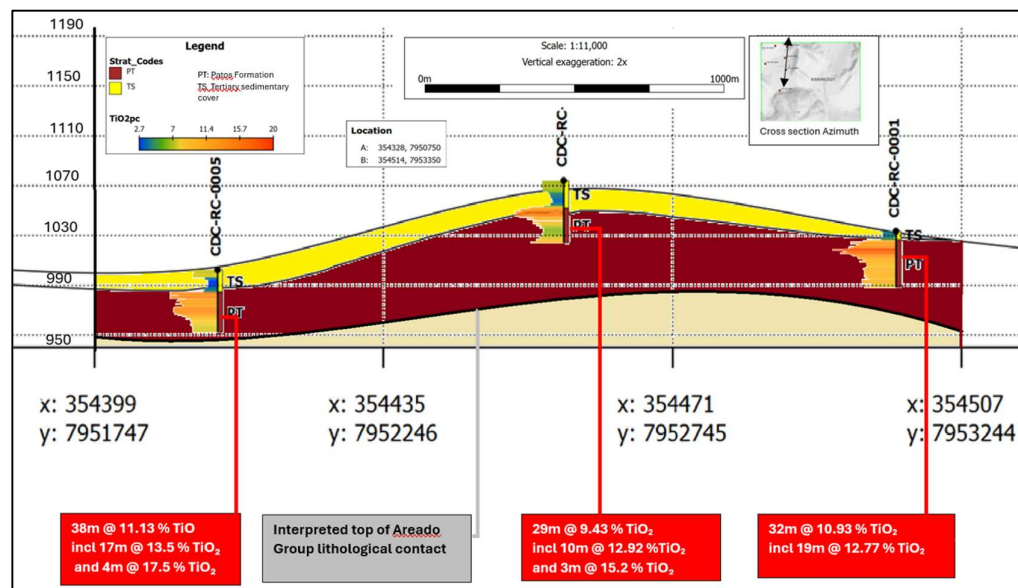 1190
1150
1110
1070
1030
990
950
Legend
Strat_Codes
PT
TS
PT: Patos Formation
TS Tertiary sedimentary
cover
TiO2pc
2.7 7 11.4 15.7 20
Scale: 1:11,000
Vertical exaggeration: 2x
0m 1000m
Location
A: 354328, 7950750
B: 354514, 7953350
Cross section Azimuth
CDC-RC-0005
CDC-RC-
CDC-RC-0001
TS
PT
TS
PT
TS
PT
x: 354399
y: 7951747
x: 354435
y: 7952246
x: 354471
y: 7952745
x: 354507
y: 7953244
38m @ 11.13 % TiO
incl 17m @ 13.5 % TiO₂
and 4m @ 17.5 % TiO₂
Interpreted top of Areado
Group lithological contact
29m @ 9.43 % TiO₂
incl 10m @ 12.92 %TiO₂
and 3m @ 15.2 % TiO₂
32m @ 10.93 % TiO₂
incl 19m @ 12.77 % TiO₂